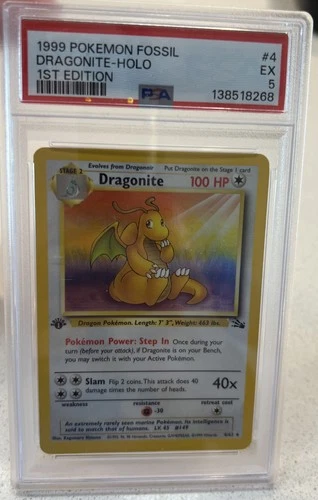 1999 POKEMON FOSSIL #4
DRAGONITE-HOLO EX
1ST EDITION 5
PSA 138518268
STAGE 2 Evolves from Dragonair Put Dragonite on the Stage 1 card
Dragonite 100 HP
Dragon Pokémon. Length: 7' 3", Weight: 463 lbs.
Pokémon Power: Step In Once during your
turn (before your attack), if Dragonite is on your Bench,
you may switch it with your Active Pokémon.
Slam Flip 2 coins. This attack does 40
damage times the number of heads. 40x
weakness resistance retreat cost
-30
An extremely rarely seen marine Pokémon. Its intelligence is
said to match that of humans. LV. 45 #149